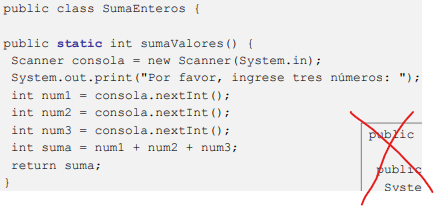 public class SumaEnteros {
public static int sumaValores() {
Scanner consola = new Scanner(System.in);
System.out.print("Por favor, ingrese tres números: ");
int num1 = consola.nextInt();
int num2 = consola.nextInt();
int num3 = consola.nextInt();
int suma = num1 + num2 + num3;
return suma;
}
public
public
Syste